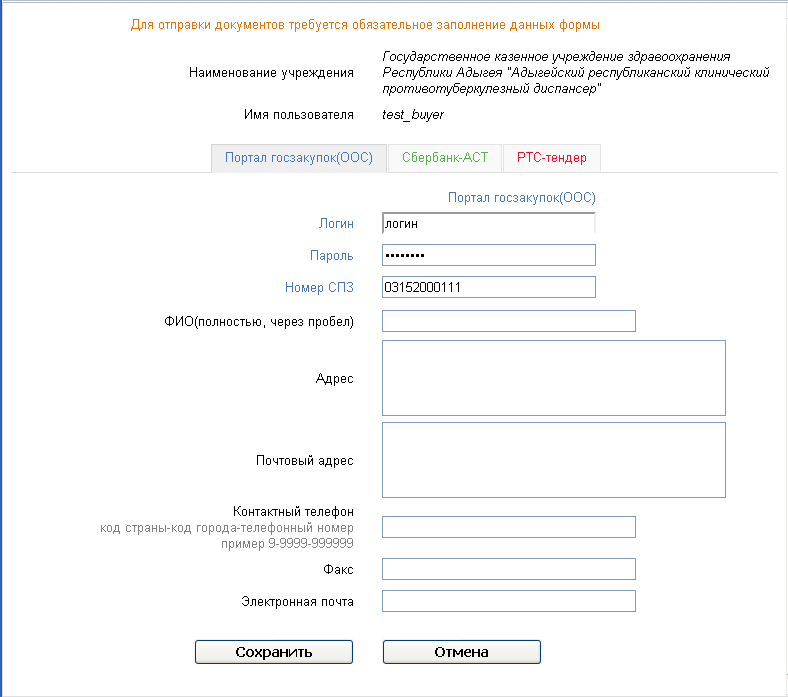 Для отправки документов требуется обязательное заполнение данных формы
Наименование учреждения
Государственное казенное учреждение здравоохранения
Республики Адыгея "Адыгейский республиканский клинический
противотуберкулезный диспансер"
Имя пользователя
test_buyer
Портал госзакупок(ООС)
Сбербанк-АСТ
РТС-тендер
Портал госзакупок(ООС)
Логин
логин
Пароль
••••••••
Номер СПЗ
03152000111
ФИО(полностью, через пробел)
Адрес
Почтовый адрес
Контактный телефон
код страны-код города-телефонный номер
пример 9-9999-999999
Факс
Электронная почта
Сохранить
Отмена